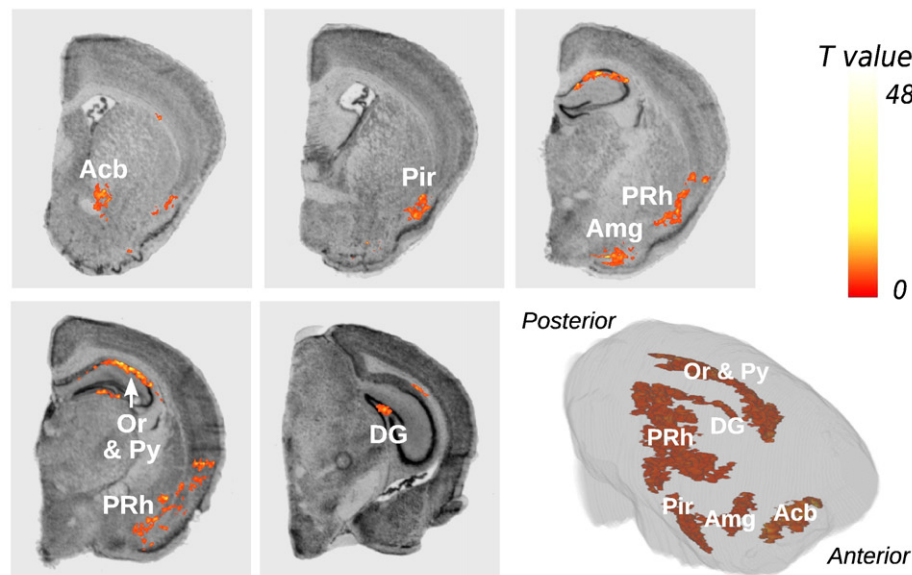 Acb
Pir
PRh
Amg
T value
48
0
Or
& Py
PRh
DG
Posterior
Or & Py
DG
PRh
Pir
Amg
Acb
Anterior